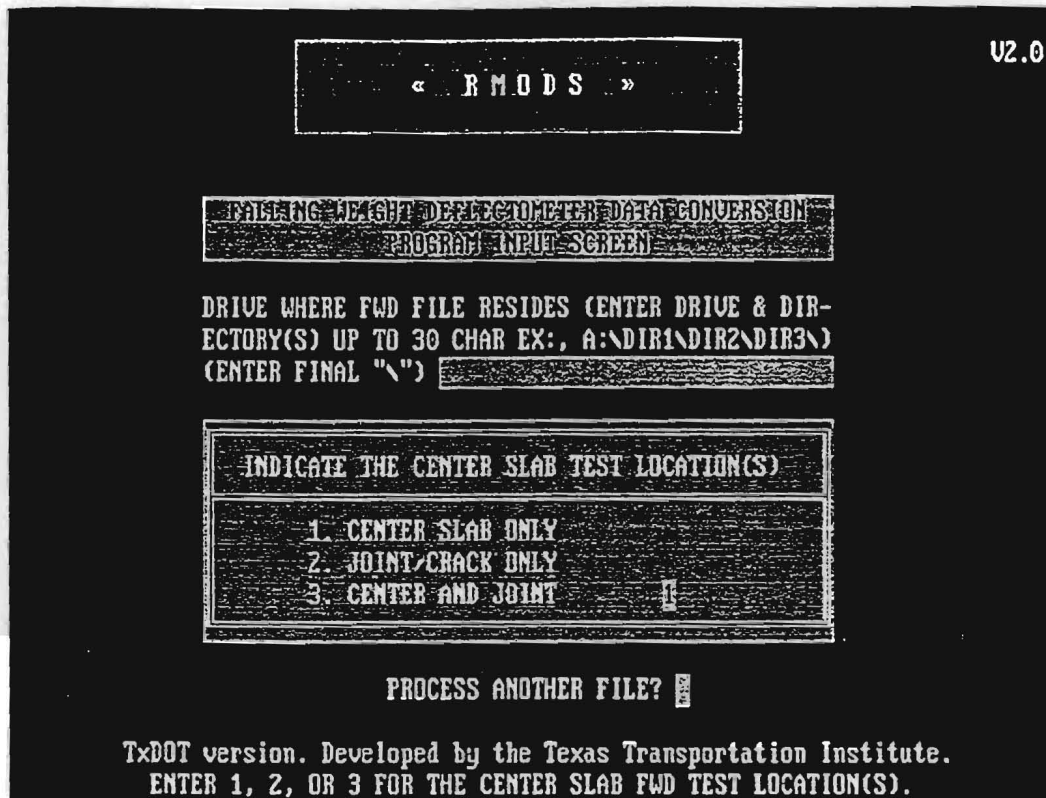 V2.0
« R M O D S »
FALLING WEIGHT DEFLECTOMETER DATA CONVERSION
PROGRAM INPUT SCREEN
DRIVE WHERE FWD FILE RESIDES (ENTER DRIVE & DIR-
ECTORY(S) UP TO 30 CHAR EX:, A:\DIR1\DIR2\DIR3\)
(ENTER FINAL "\")
INDICATE THE CENTER SLAB TEST LOCATION(S)
1. CENTER SLAB ONLY
2. JOINT/CRACK ONLY
3. CENTER AND JOINT 1
PROCESS ANOTHER FILE?
TxDOT version. Developed by the Texas Transportation Institute.
ENTER 1, 2, OR 3 FOR THE CENTER SLAB FWD TEST LOCATION(S).